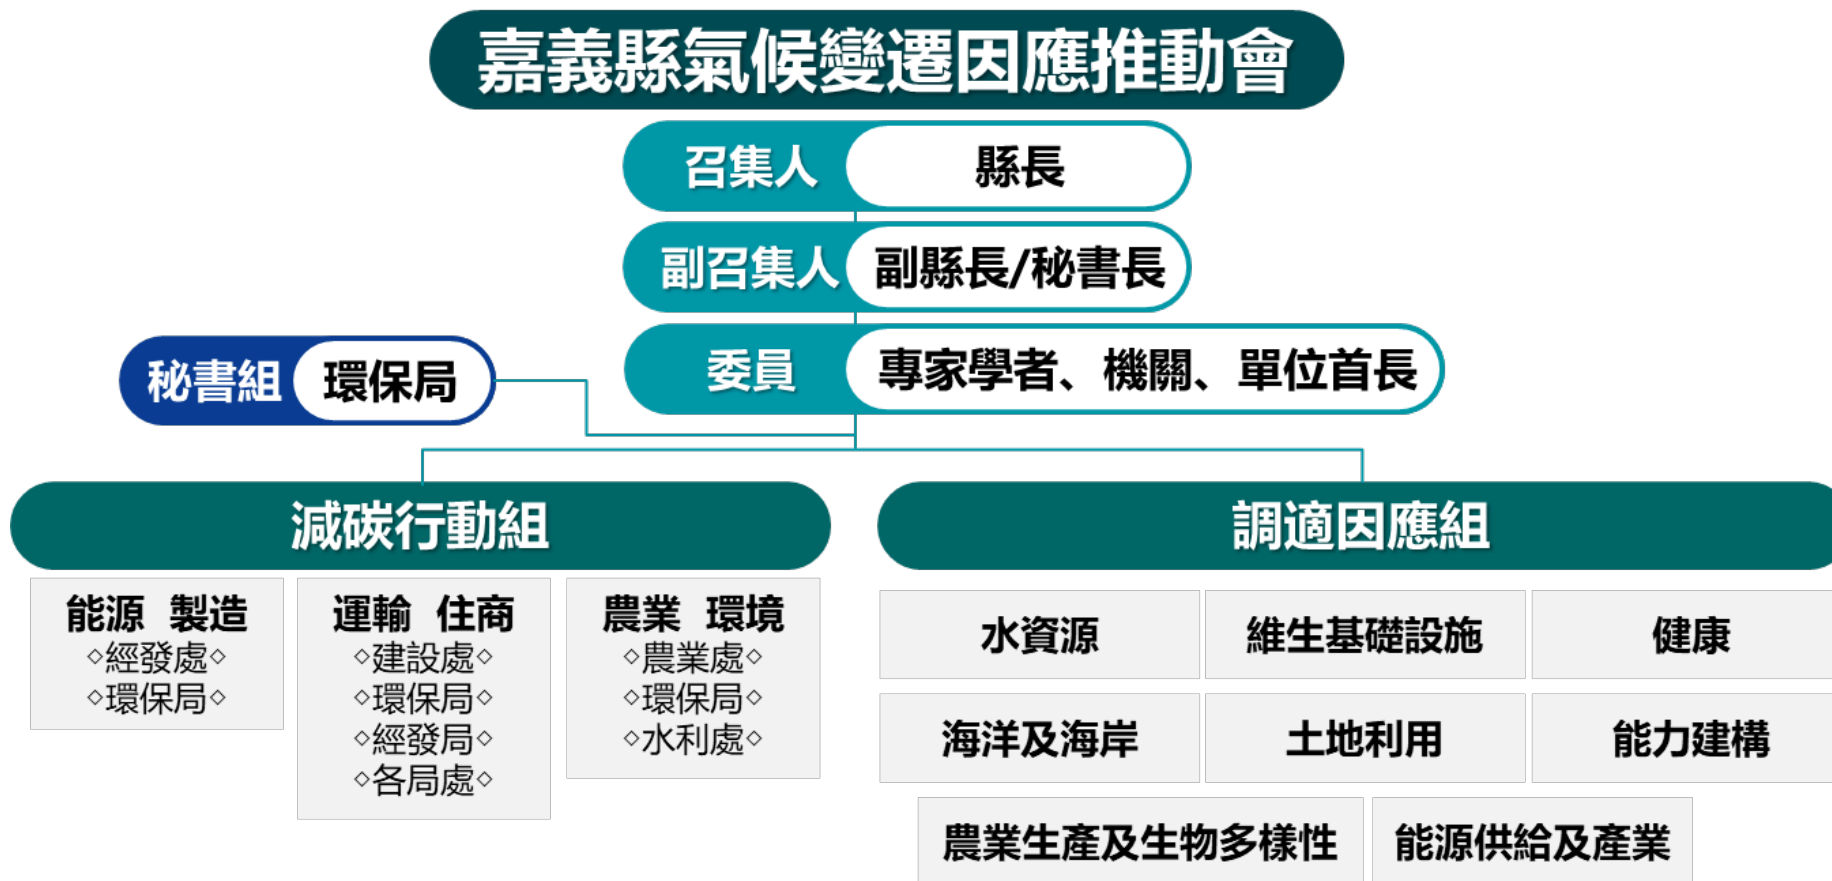 嘉義縣氣候變遷因應推動會
召集人 縣長
副召集人 副縣長/秘書長
委員 專家學者、機關、單位首長
秘書組 環保局
減碳行動組
能源 製造
◇經發處◇
◇環保局◇
運輸 住商
◇建設處◇
◇環保局◇
◇經發局◇
◇各局處◇
農業 環境
◇農業處◇
◇環保局◇
◇水利處◇
調適因應組
水資源
維生基礎設施
健康
海洋及海岸
土地利用
能力建構
農業生產及生物多樣性
能源供給及產業